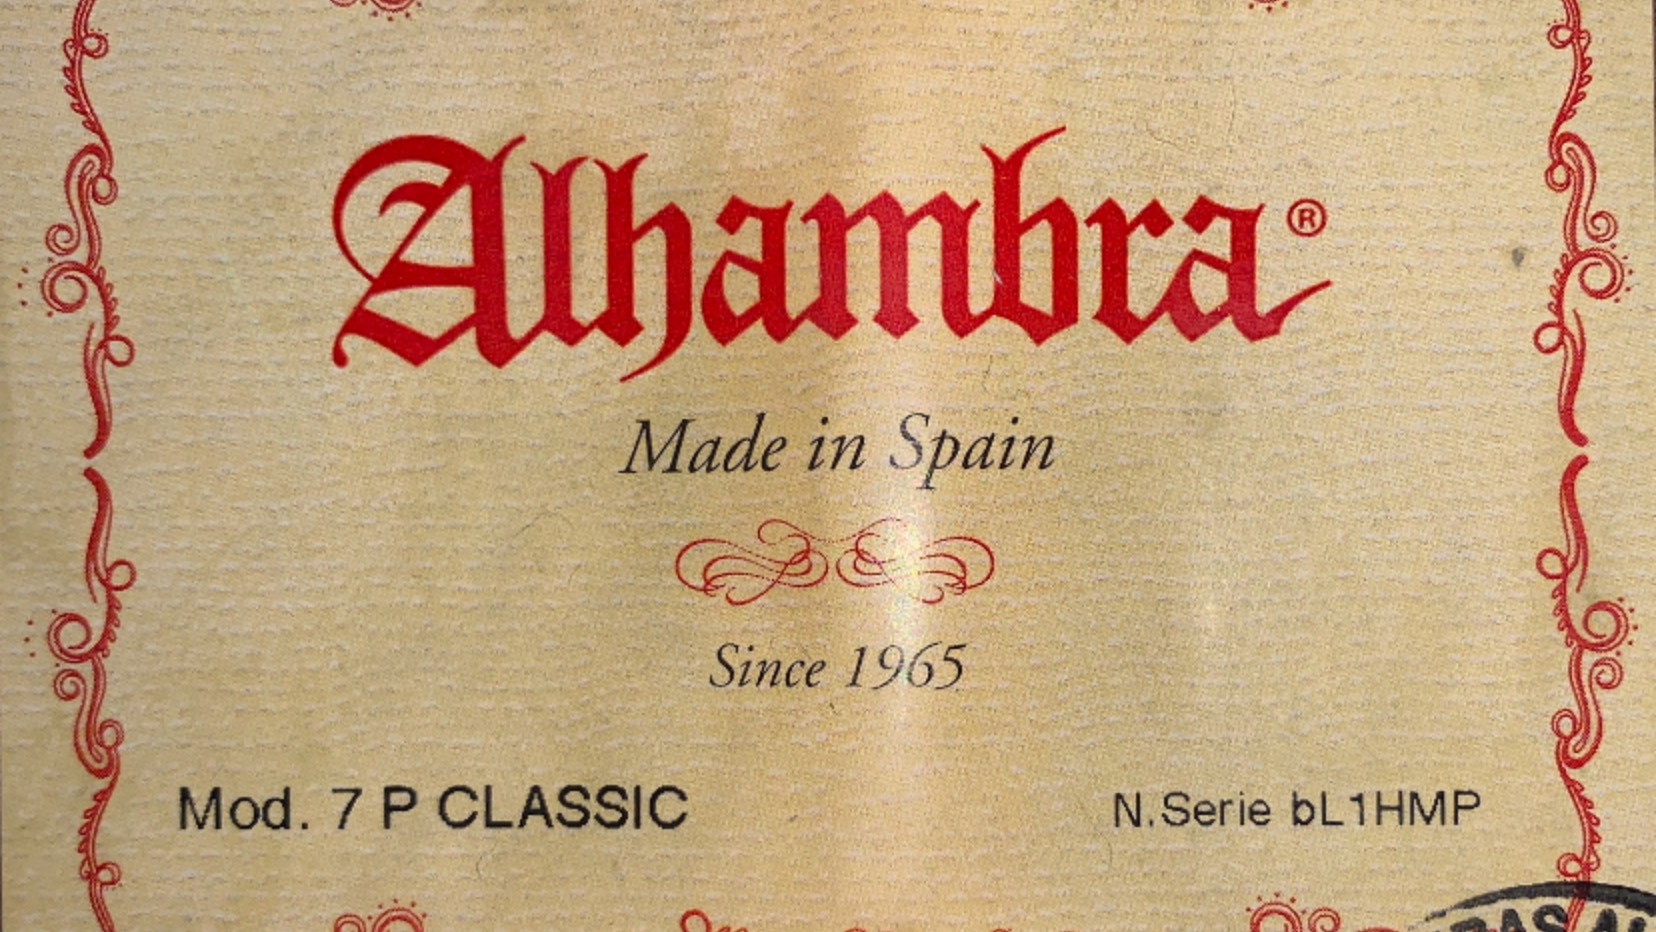 Alhambra®
Made in Spain
Since 1965
Mod. 7 P CLASSIC
N.Serie bL1HMP